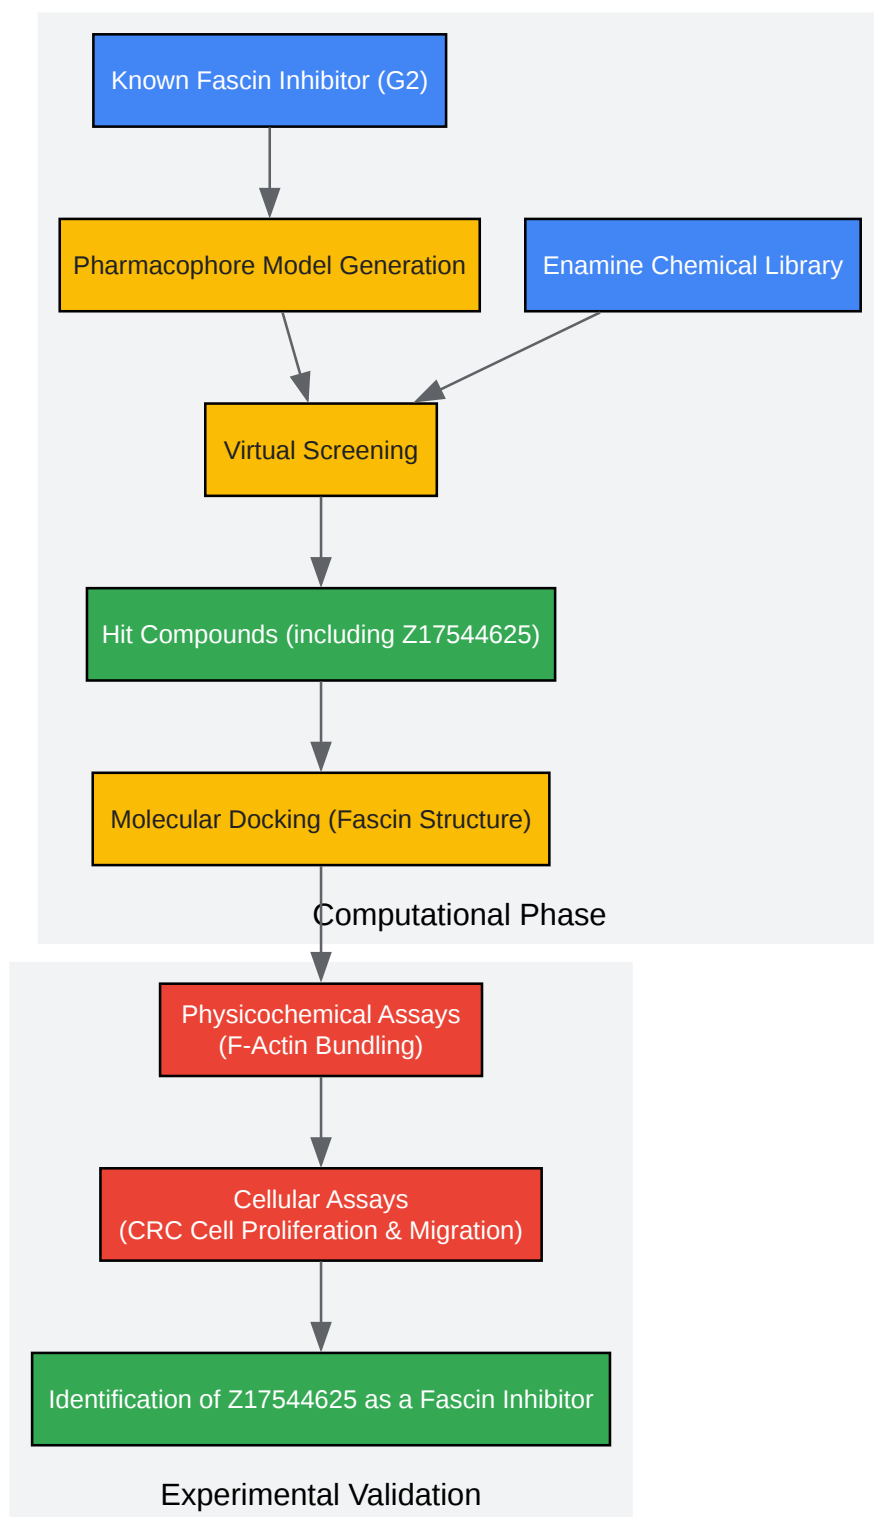 Known Fascin Inhibitor (G2)
Pharmacophore Model Generation
Enamine Chemical Library
Virtual Screening
Hit Compounds (including Z17544625)
Molecular Docking (Fascin Structure)
Computational Phase
Physicochemical Assays
(F-Actin Bundling)
Cellular Assays
(CRC Cell Proliferation & Migration)
Identification of Z17544625 as a Fascin Inhibitor
Experimental Validation